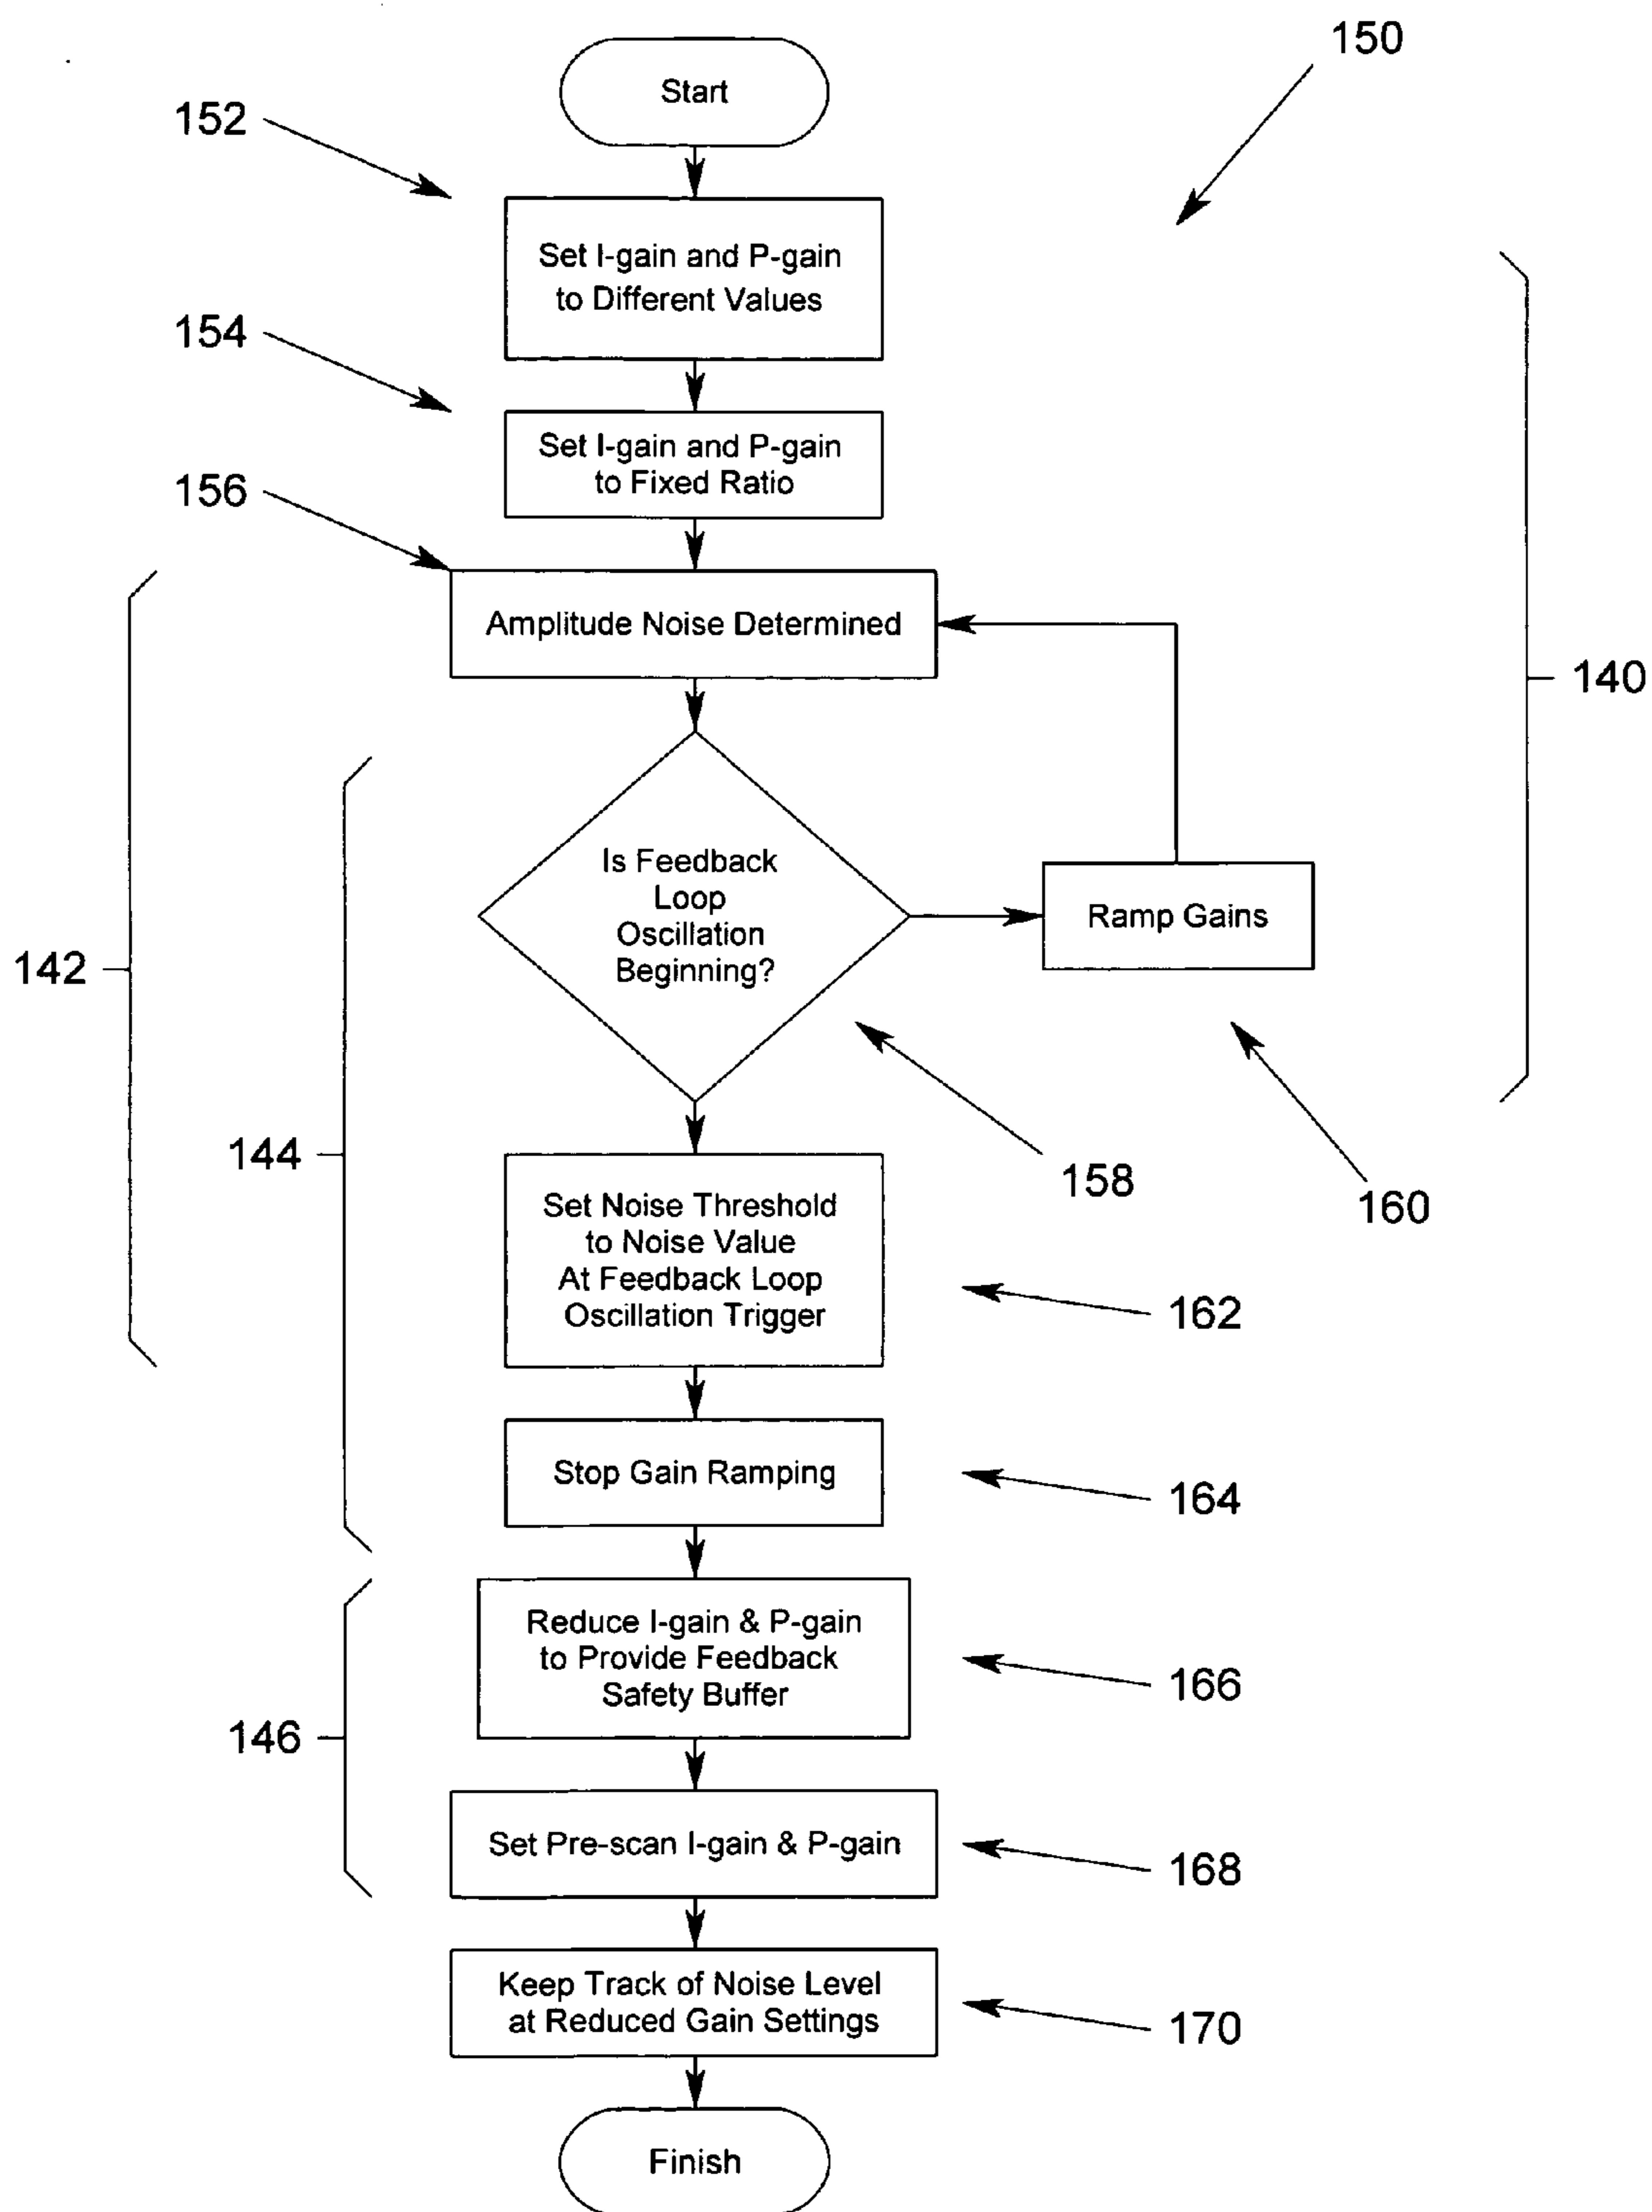 150
Start
152
Set I-gain and P-gain
to Different Values
154
Set I-gain and P-gain
to Fixed Ratio
156
Amplitude Noise Determined
140
Is Feedback
Loop
Oscillation
Beginning?
Ramp Gains
142
144
158
160
Set Noise Threshold
to Noise Value
At Feedback Loop
Oscillation Trigger
162
Stop Gain Ramping
164
Reduce I-gain & P-gain
to Provide Feedback
Safety Buffer
166
146
Set Pre-scan I-gain & P-gain
168
Keep Track of Noise Level
at Reduced Gain Settings
170
Finish